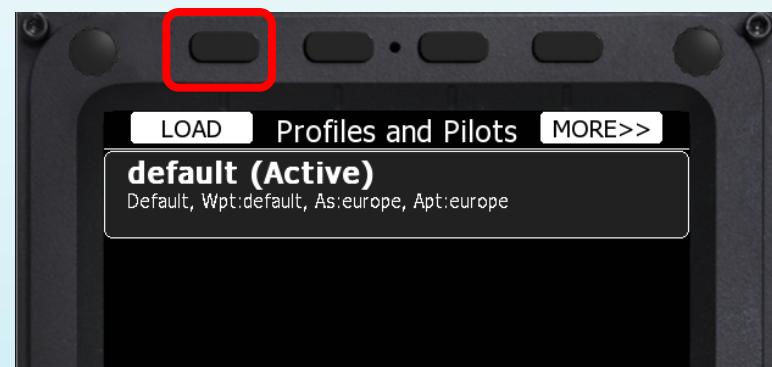 LOAD Profiles and Pilots MORE>>
default (Active)
Default, Wpt:default, As:europe, Apt:europe